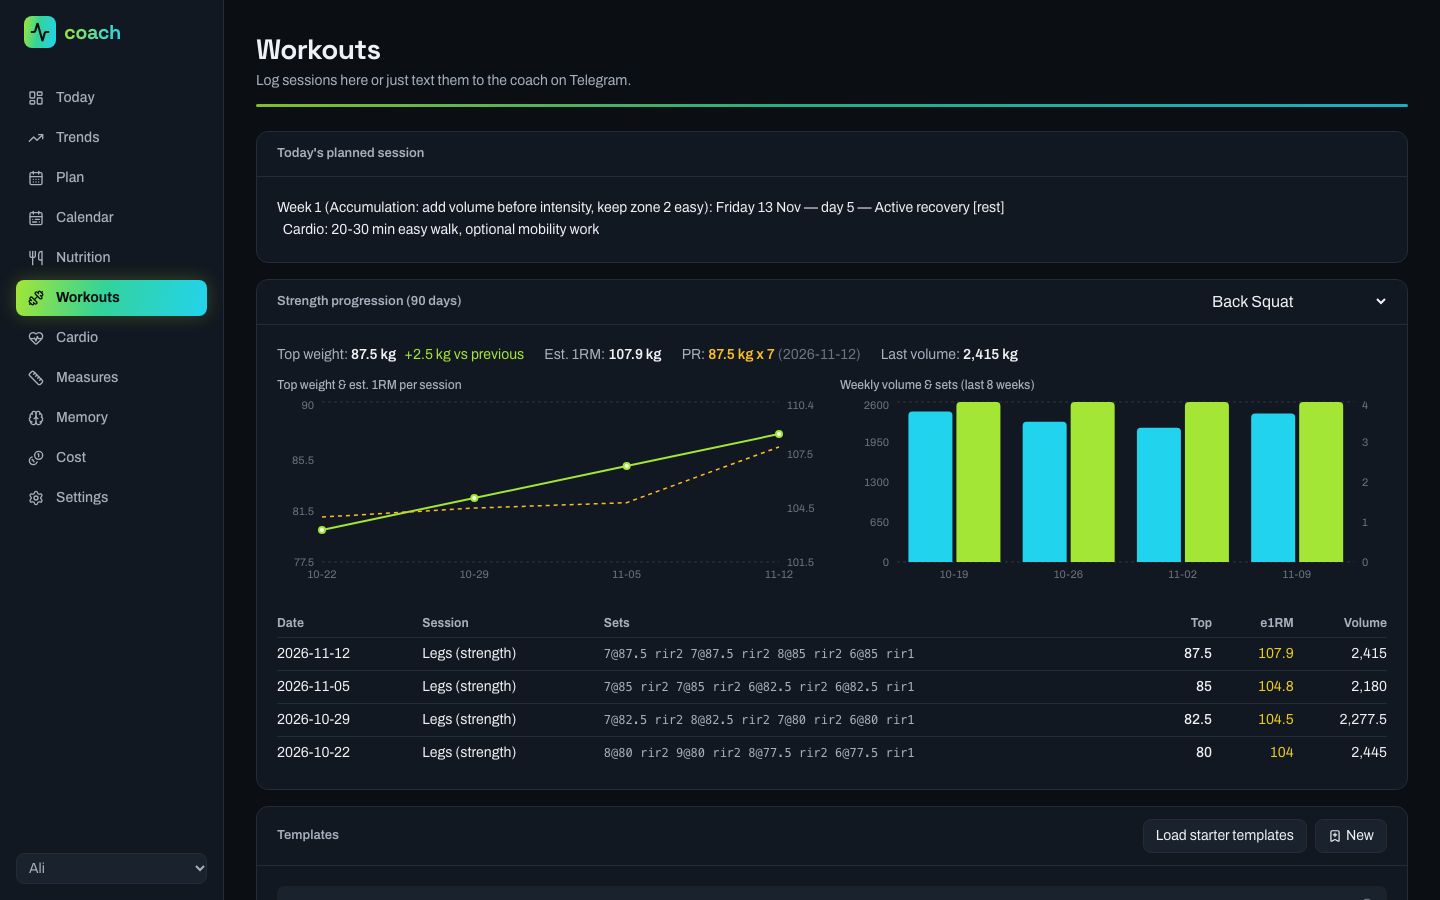 coach
Today
Trends
Plan
Calendar
Nutrition
Workouts
Cardio
Measures
Memory
Cost
Settings
Ali
Workouts
Log sessions here or just text them to the coach on Telegram.
Today's planned session
Week 1 (Accumulation: add volume before intensity, keep zone 2 easy): Friday 13 Nov — day 5 — Active recovery [rest]
Cardio: 20-30 min easy walk, optional mobility work
Strength progression (90 days)
Back Squat
Top weight: 87.5 kg +2.5 kg vs previous Est. 1RM: 107.9 kg PR: 87.5 kg x 7 (2026-11-12) Last volume: 2,415 kg
Top weight & est. 1RM per session
90
85.5
81.5
77.5
110.4
107.5
104.5
101.5
10-22 10-29 11-05 11-12
Weekly volume & sets (last 8 weeks)
2600
1950
1300
650
0
4
3
2
1
0
10-19 10-26 11-02 11-09
Date Session Sets Top e1RM Volume
2026-11-12 Legs (strength) 7@87.5 rir2 7@87.5 rir2 8@85 rir2 6@85 rir1 87.5 107.9 2,415
2026-11-05 Legs (strength) 7@85 rir2 7@85 rir2 6@82.5 rir2 6@82.5 rir1 85 104.8 2,180
2026-10-29 Legs (strength) 7@82.5 rir2 8@82.5 rir2 7@80 rir2 6@80 rir1 82.5 104.5 2,277.5
2026-10-22 Legs (strength) 8@80 rir2 9@80 rir2 8@77.5 rir2 6@77.5 rir1 80 104 2,445
Templates
Load starter templates
New